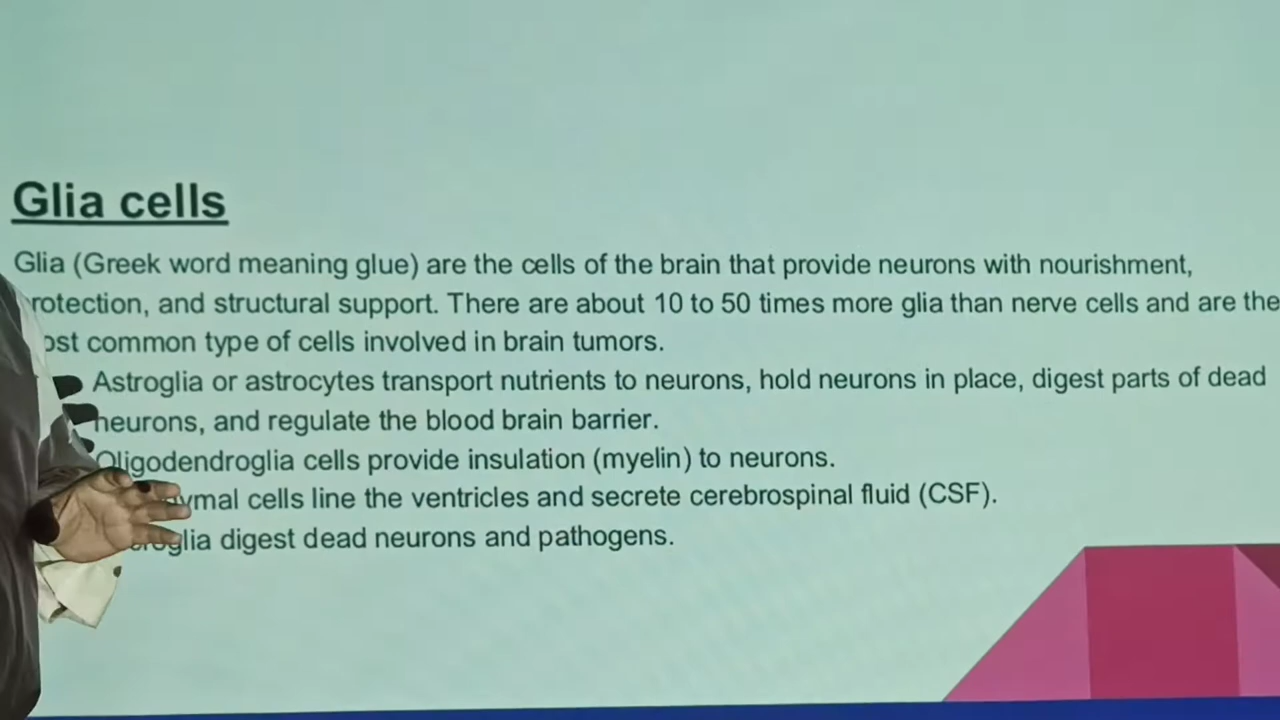 Glia cells
Glia (Greek word meaning glue) are the cells of the brain that provide neurons with nourishment,
rotection, and structural support. There are about 10 to 50 times more glia than nerve cells and are the
ost common type of cells involved in brain tumors.
Astroglia or astrocytes transport nutrients to neurons, hold neurons in place, digest parts of dead
neurons, and regulate the blood brain barrier.
Oligodendroglia cells provide insulation (myelin) to neurons.
ymal cells line the ventricles and secrete cerebrospinal fluid (CSF).
roglia digest dead neurons and pathogens.